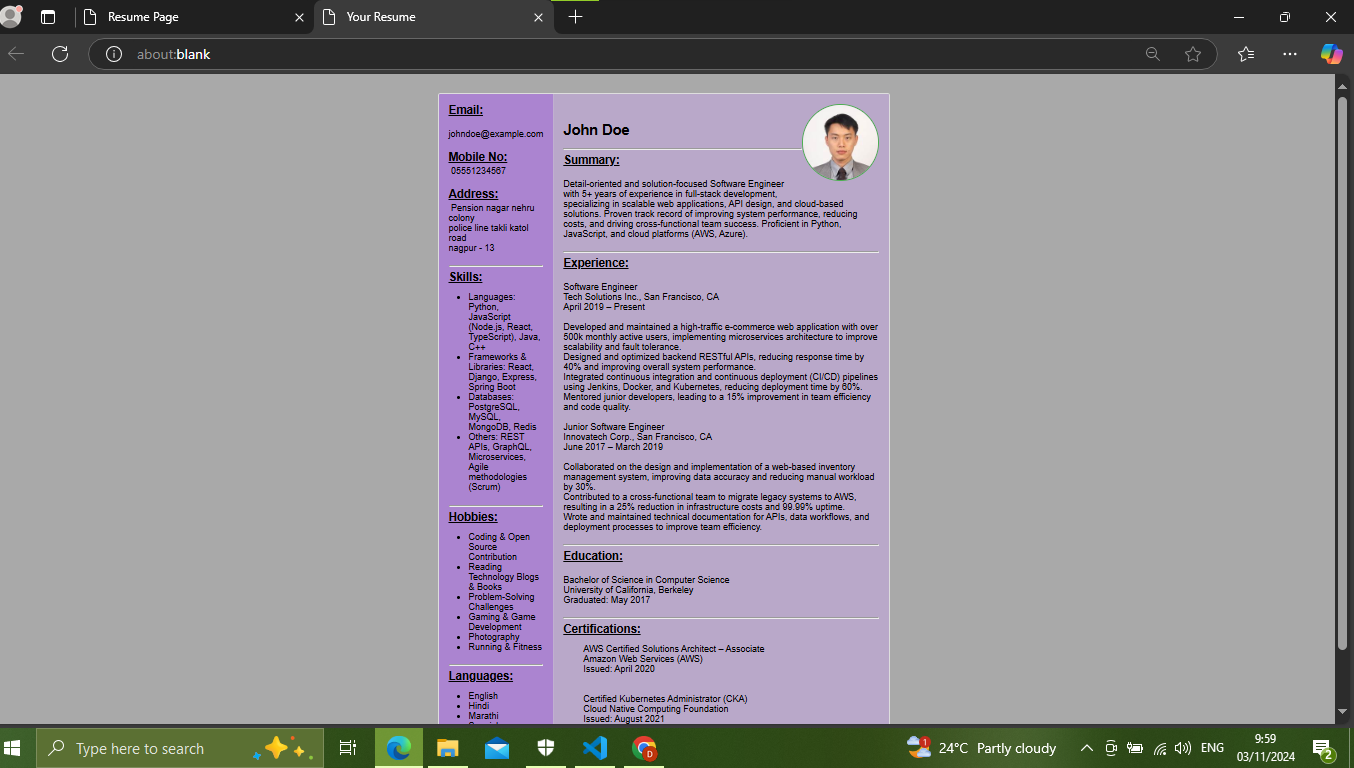 Resume Page
Your Resume
about:blank
Email:
johndoe@example.com
Mobile No:
05551234567
Address:
Pension nagar nehru
colony
police line takli katol
road
nagpur - 13
Skills:
Languages:
Python,
JavaScript
(Node.js, React,
TypeScript), Java,
C++
Frameworks &
Libraries: React,
Django, Express,
Spring Boot
Databases:
PostgreSQL,
MySQL,
MongoDB, Redis
Others: REST
APIs, GraphQL,
Microservices,
Agile
methodologies
(Scrum)
Hobbies:
Coding & Open
Source
Contribution
Reading
Technology Blogs
& Books
Problem-Solving
Challenges
Gaming & Game
Development
Photography
Running & Fitness
Languages:
English
Hindi
Marathi
John Doe
Summary:
Detail-oriented and solution-focused Software Engineer
with 5+ years of experience in full-stack development,
specializing in scalable web applications, API design, and cloud-based
solutions. Proven track record of improving system performance, reducing
costs, and driving cross-functional team success. Proficient in Python,
JavaScript, and cloud platforms (AWS, Azure).
Experience:
Software Engineer
Tech Solutions Inc., San Francisco, CA
April 2019 – Present
Developed and maintained a high-traffic e-commerce web application with over
500k monthly active users, implementing microservices architecture to improve
scalability and fault tolerance.
Designed and optimized backend RESTful APIs, reducing response time by
40% and improving overall system performance.
Integrated continuous integration and continuous deployment (CI/CD) pipelines
using Jenkins, Docker, and Kubernetes, reducing deployment time by 60%.
Mentored junior developers, leading to a 15% improvement in team efficiency
and code quality.
Junior Software Engineer
Innovatech Corp., San Francisco, CA
June 2017 – March 2019
Collaborated on the design and implementation of a web-based inventory
management system, improving data accuracy and reducing manual workload
by 30%.
Contributed to a cross-functional team to migrate legacy systems to AWS,
resulting in a 25% reduction in infrastructure costs and 99.99% uptime.
Wrote and maintained technical documentation for APIs, data workflows, and
deployment processes to improve team efficiency.
Education:
Bachelor of Science in Computer Science
University of California, Berkeley
Graduated: May 2017
Certifications:
AWS Certified Solutions Architect – Associate
Amazon Web Services (AWS)
Issued: April 2020
Certified Kubernetes Administrator (CKA)
Cloud Native Computing Foundation
Issued: August 2021
Type here to search
D
1
24°C Partly cloudy
ENG
9:59
03/11/2024
2